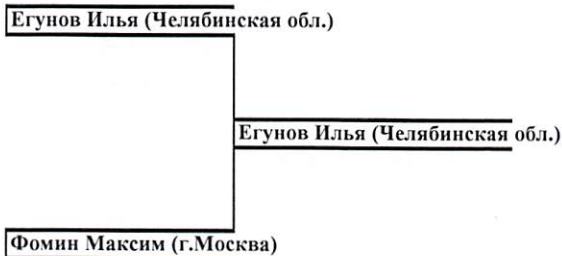 Егунов Илья (Челябинская обл.)
Егунов Илья (Челябинская обл.)
Фомин Максим (г.Москва)